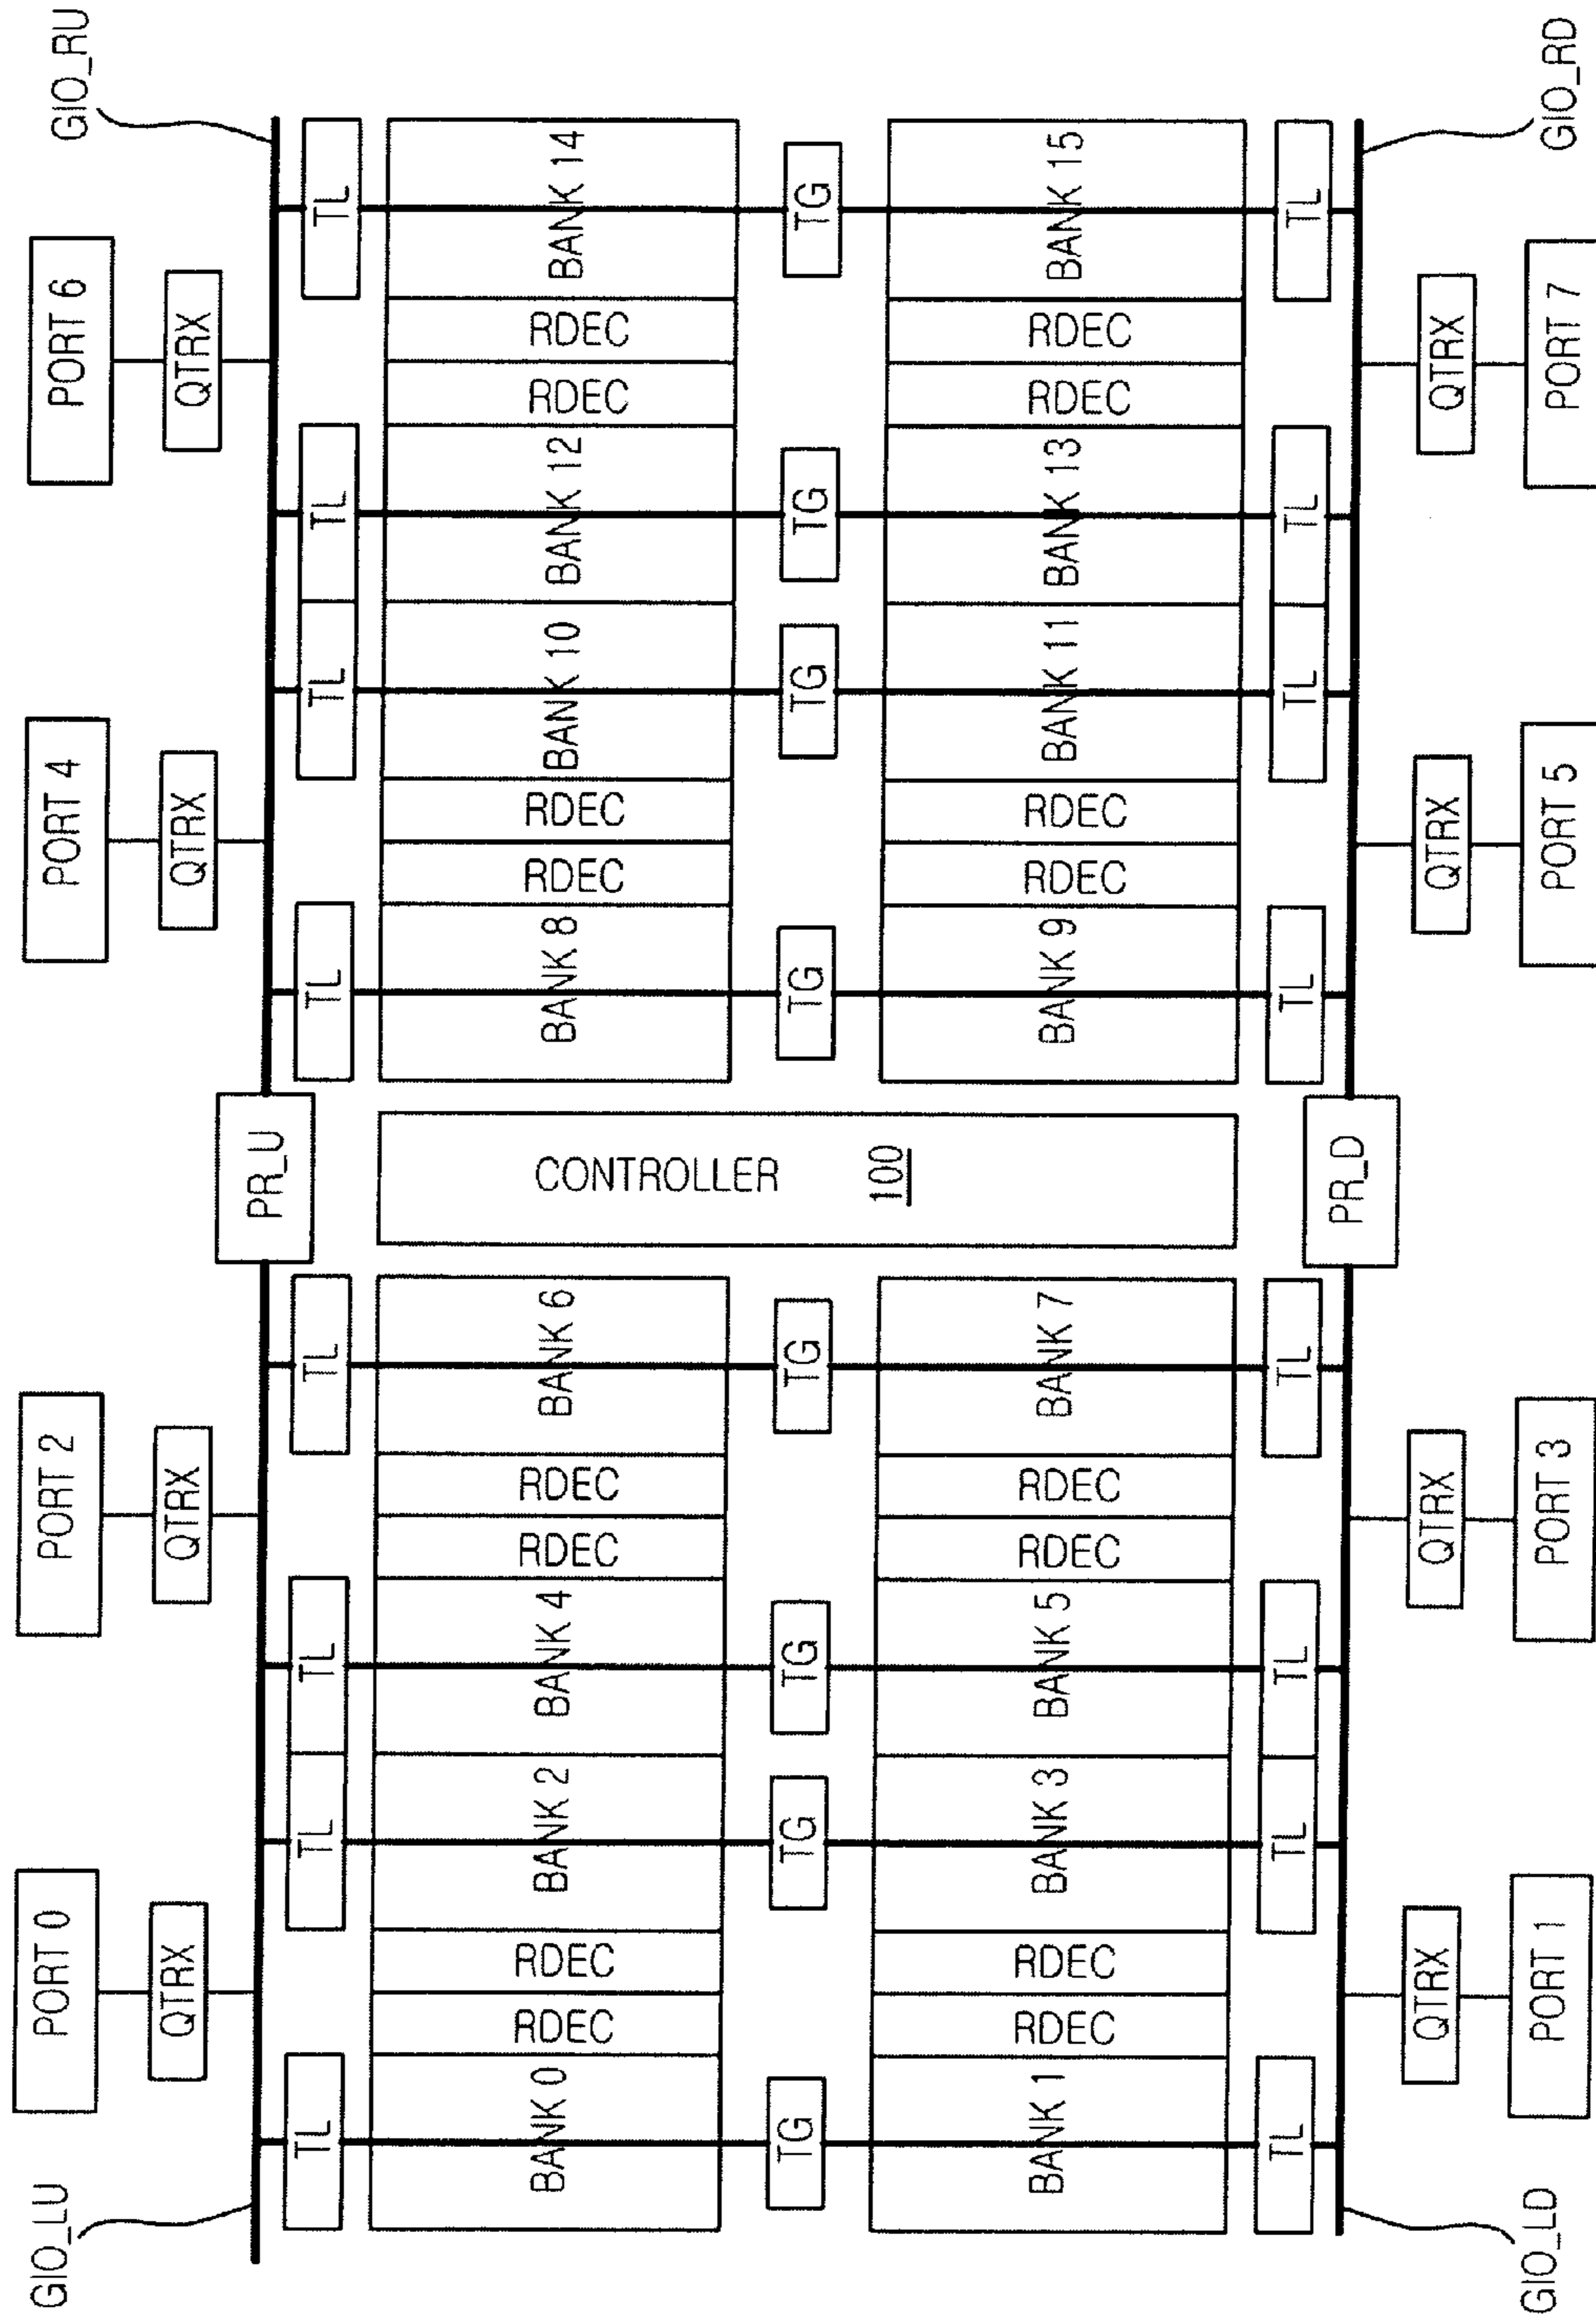 GIO_LU
PORT 0
PORT 2
PORT 4
PORT 6
GIO_RU
QTRX
QTRX
QTRX
QTRX
PR_U
TL
TL
TL
TL
TL
TL
TL
TL
BANK 0
RDEC
RDEC
BANK 2
BANK 4
RDEC
RDEC
BANK 6
BANK 8
RDEC
RDEC
BANK 10
BANK 12
RDEC
RDEC
BANK 14
CONTROLLER
100
TG
TG
TG
TG
TG
TG
TG
TG
BANK 1
RDEC
RDEC
BANK 3
BANK 5
RDEC
RDEC
BANK 7
BANK 9
RDEC
RDEC
BANK 11
BANK 13
RDEC
RDEC
BANK 15
TL
TL
TL
TL
TL
TL
TL
TL
PR_D
QTRX
QTRX
QTRX
QTRX
GIO_LD
PORT 1
PORT 3
PORT 5
PORT 7
GIO_RD